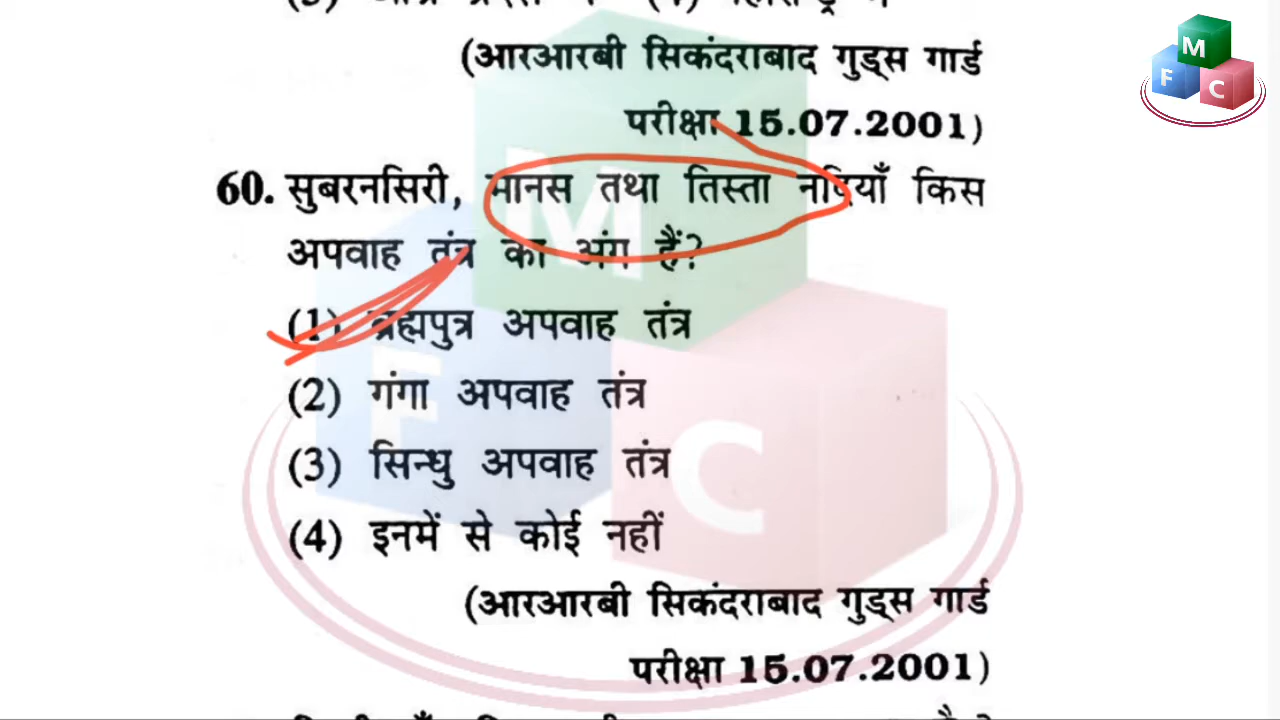 (आरआरबी सिकंदराबाद गुड्स गार्ड
परीक्षा 15.07.2001)
60. सुबरनसिरी, मानस तथा तिस्ता नदियाँ किस
अपवाह तंत्र का अंग हैं?
(1) ब्रह्मपुत्र अपवाह तंत्र
(2) गंगा अपवाह तंत्र
(3) सिन्धु अपवाह तंत्र
(4) इनमें से कोई नहीं
(आरआरबी सिकंदराबाद गुड्स गार्ड
परीक्षा 15.07.2001)
M
F
C
M
F
C